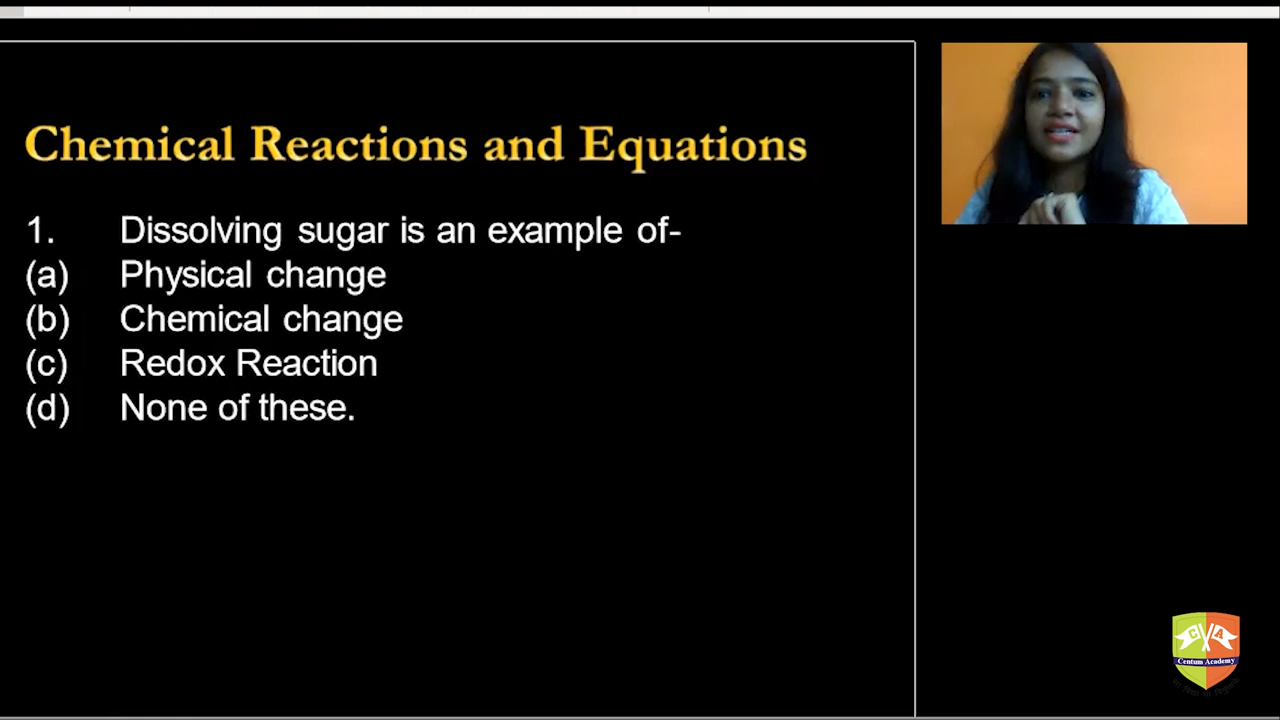 Chemical Reactions and Equations
1. Dissolving sugar is an example of-
(a) Physical change
(b) Chemical change
(c) Redox Reaction
(d) None of these.
C A
Centum Academy